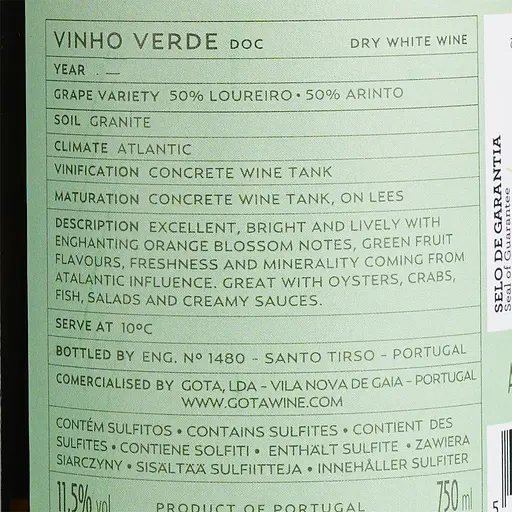 VINHO VERDE DOC DRY WHITE WINE
YEAR . —
GRAPE VARIETY 50% LOUREIRO • 50% ARINTO
SOIL GRANITE
CLIMATE ATLANTIC
VINIFICATION CONCRETE WINE TANK
MATURATION CONCRETE WINE TANK, ON LEES
DESCRIPTION EXCELLENT, BRIGHT AND LIVELY WITH
ENCHANTING ORANGE BLOSSOM NOTES, GREEN FRUIT
FLAVOURS, FRESHNESS AND MINERALITY COMING FROM
ATALANTIC INFLUENCE. GREAT WITH OYSTERS, CRABS,
FISH, SALADS AND CREAMY SAUCES.
SERVE AT 10ºC
BOTTLED BY ENG. Nº 1480 - SANTO TIRSO - PORTUGAL
COMERCIALISED BY GOTA, LDA - VILA NOVA DE GAIA - PORTUGAL
WWW.GOTAWINE.COM
CONTÉM SULFITOS • CONTAINS SULFITES • CONTIENT DES
SULFITES • CONTIENE SOLFITI • ENTHÄLT SULFITE • ZAWIERA
SIARCZYNY • SISÄLTÄÄ SULFIITTEJA • INNEHÅLLER SULFITER
11.5% vol PRODUCT OF PORTUGAL 750 ml
SELO DE GARANTIA
Seal of Guarantee
5